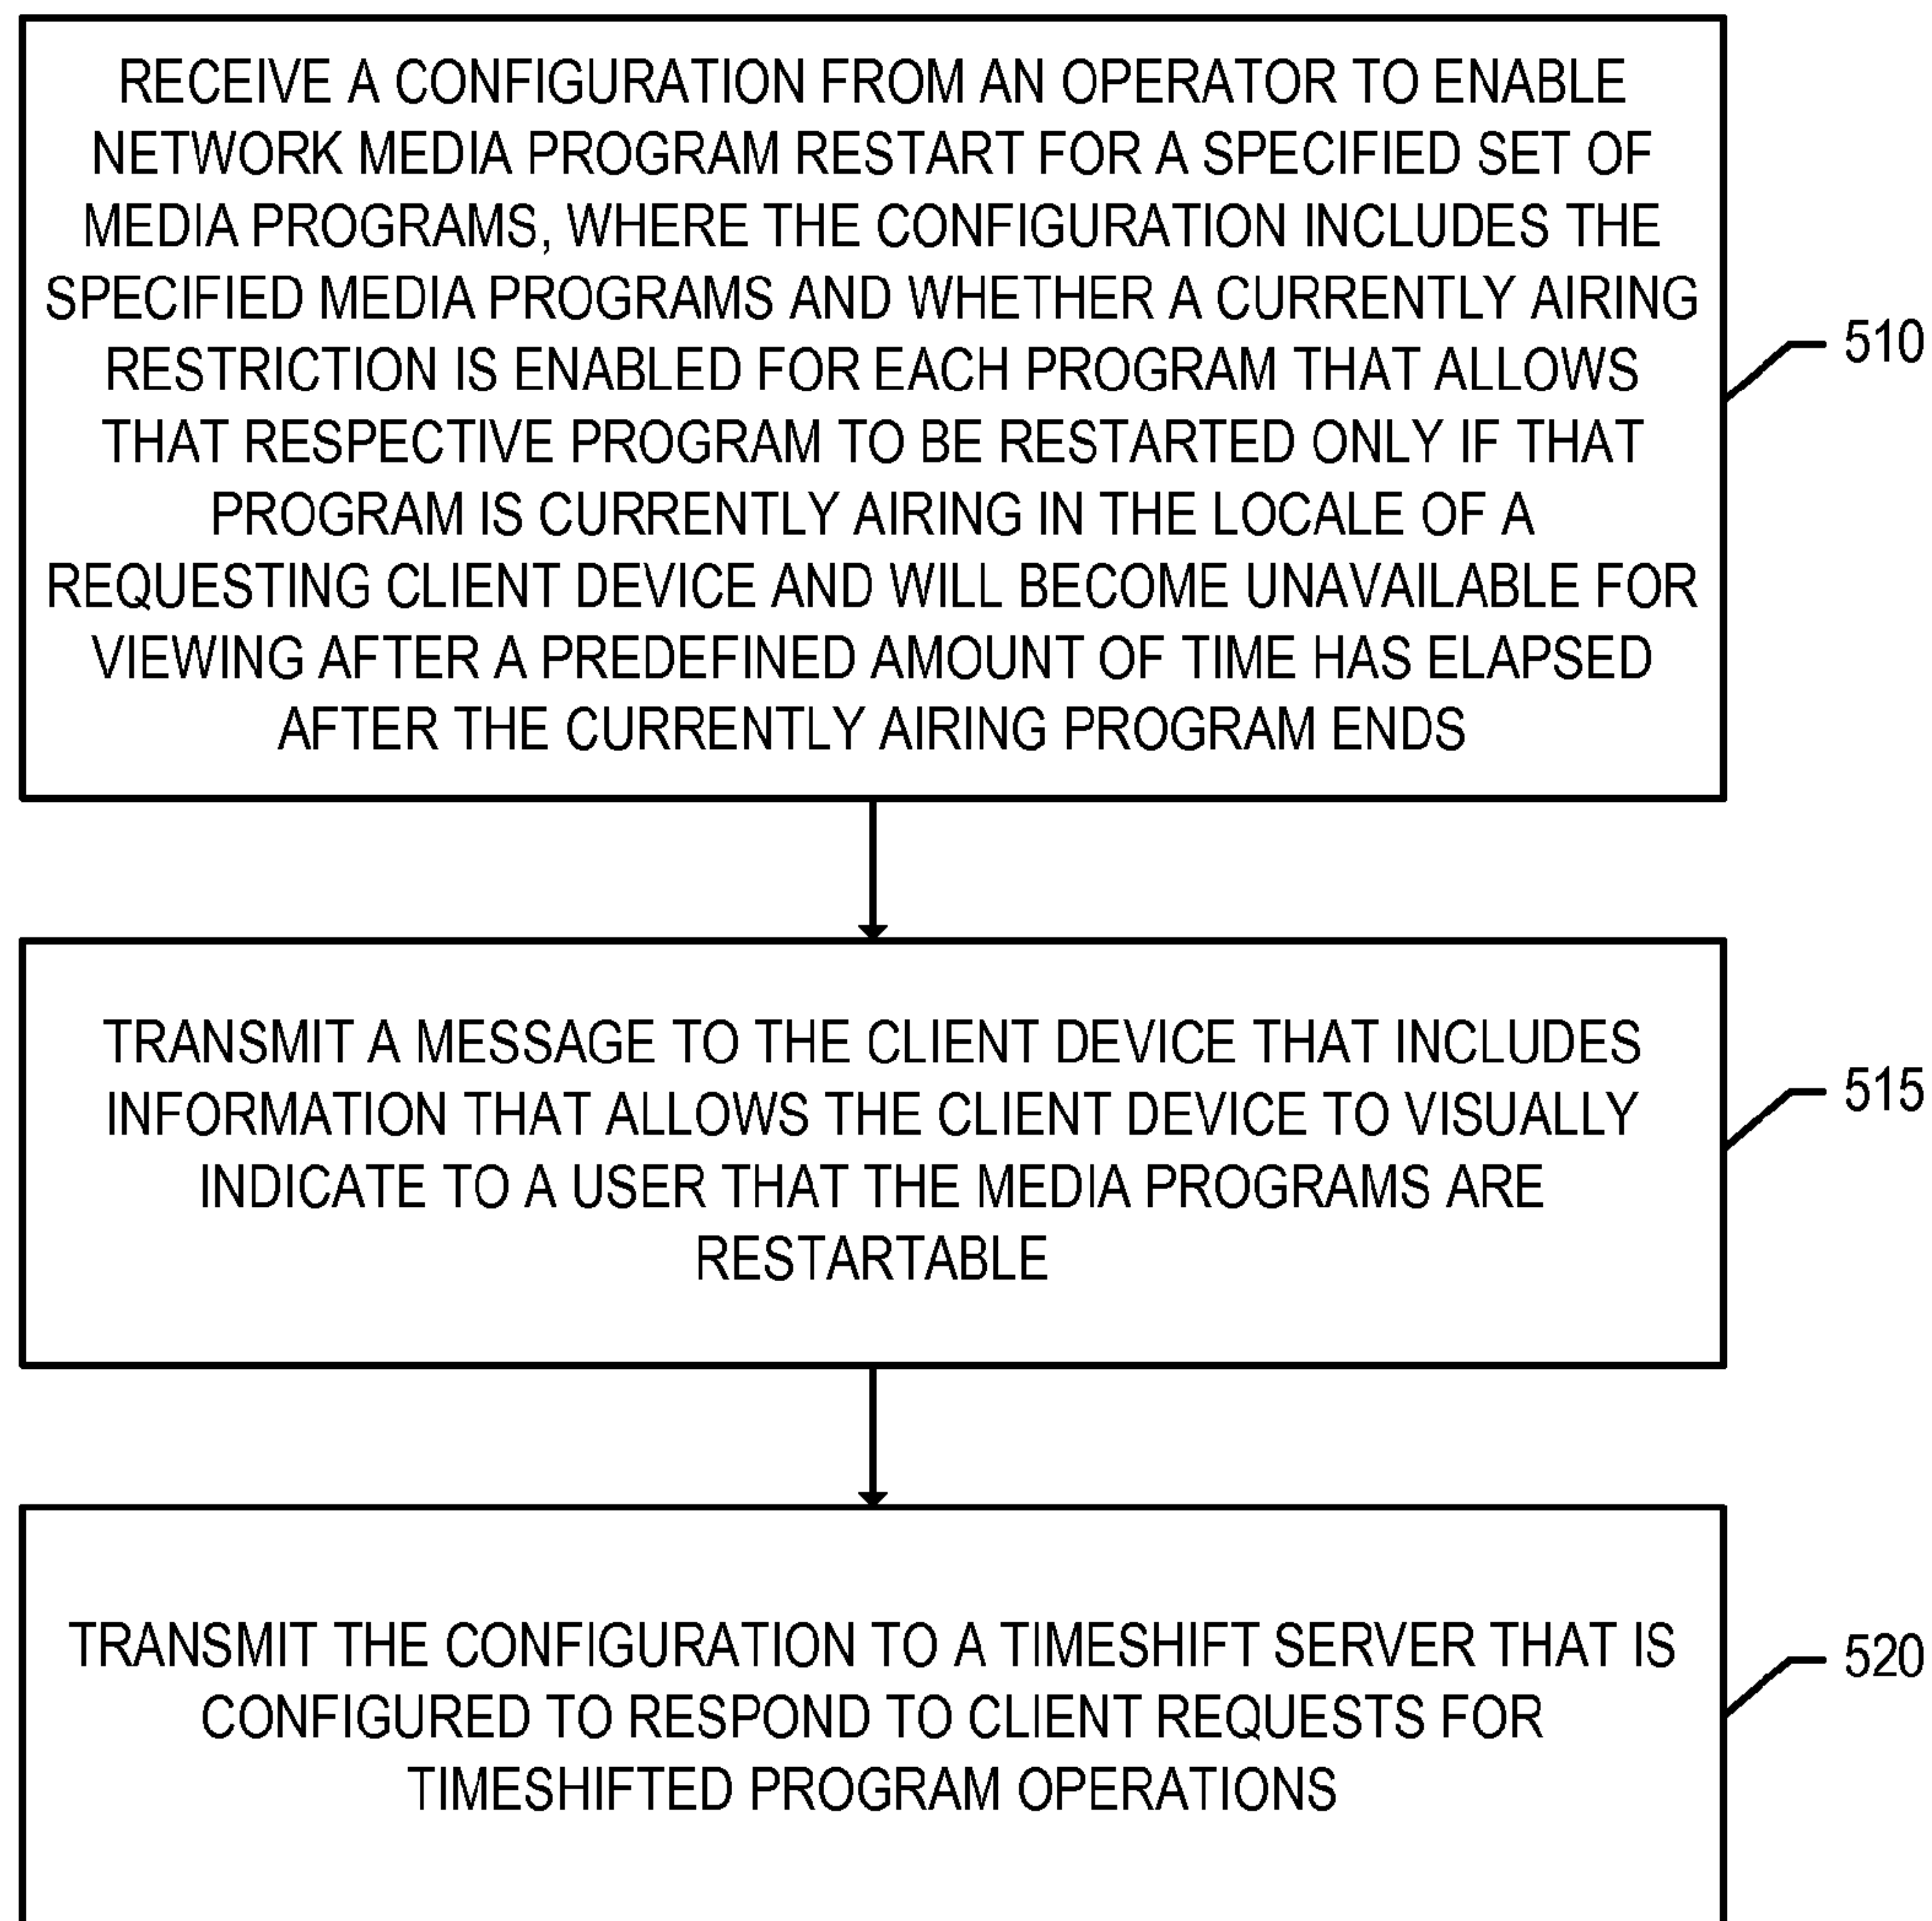 RECEIVE A CONFIGURATION FROM AN OPERATOR TO ENABLE
NETWORK MEDIA PROGRAM RESTART FOR A SPECIFIED SET OF
MEDIA PROGRAMS, WHERE THE CONFIGURATION INCLUDES THE
SPECIFIED MEDIA PROGRAMS AND WHETHER A CURRENTLY AIRING
RESTRICTION IS ENABLED FOR EACH PROGRAM THAT ALLOWS
THAT RESPECTIVE PROGRAM TO BE RESTARTED ONLY IF THAT
PROGRAM IS CURRENTLY AIRING IN THE LOCALE OF A
REQUESTING CLIENT DEVICE AND WILL BECOME UNAVAILABLE FOR
VIEWING AFTER A PREDEFINED AMOUNT OF TIME HAS ELAPSED
AFTER THE CURRENTLY AIRING PROGRAM ENDS
510
TRANSMIT A MESSAGE TO THE CLIENT DEVICE THAT INCLUDES
INFORMATION THAT ALLOWS THE CLIENT DEVICE TO VISUALLY
INDICATE TO A USER THAT THE MEDIA PROGRAMS ARE
RESTARTABLE
515
TRANSMIT THE CONFIGURATION TO A TIMESHIFT SERVER THAT IS
CONFIGURED TO RESPOND TO CLIENT REQUESTS FOR
TIMESHIFTED PROGRAM OPERATIONS
520